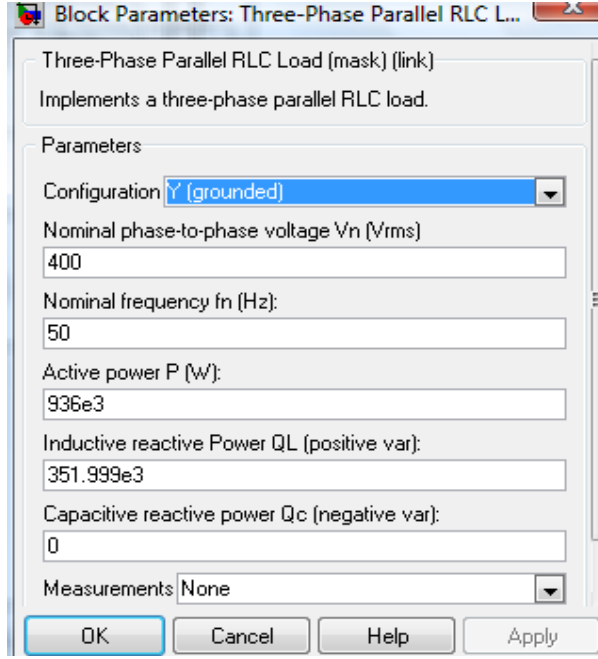 Block Parameters: Three-Phase Parallel RLC L...
Three-Phase Parallel RLC Load (mask) (link)
Implements a three-phase parallel RLC load.
Parameters
Configuration Y (grounded)
Nominal phase-to-phase voltage Vn (Vrms)
400
Nominal frequency fn (Hz):
50
Active power P (W):
936e3
Inductive reactive Power QL (positive var):
351.999e3
Capacitive reactive power Qc (negative var):
0
Measurements None
OK Cancel Help Apply